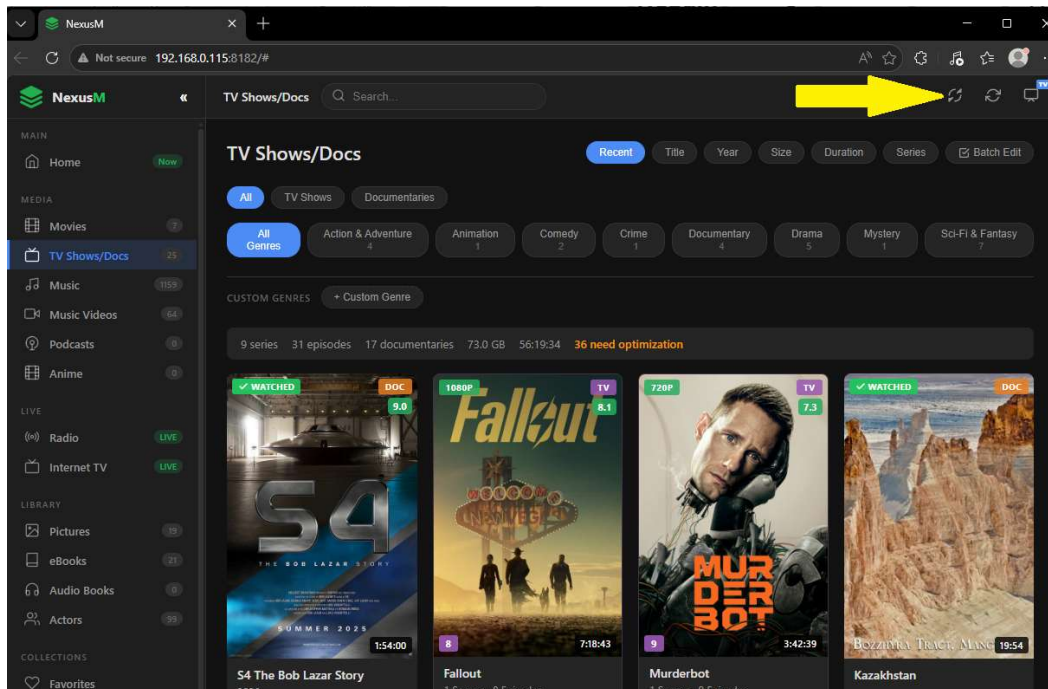 NexusM
Not secure 192.168.0.115:8182/#
NexusM «
TV Shows/Docs Search...
TV
MAIN
Home Now
MEDIA
Movies 7
TV Shows/Docs 25
Music 1159
Music Videos 64
Podcasts 0
Anime 0
LIVE
Radio LIVE
Internet TV LIVE
LIBRARY
Pictures 19
eBooks 21
Audio Books 0
Actors 99
COLLECTIONS
Favorites
TV Shows/Docs
Recent Title Year Size Duration Series Batch Edit
All TV Shows Documentaries
All Genres
Action & Adventure 4
Animation 1
Comedy 2
Crime 1
Documentary 4
Drama 5
Mystery 1
Sci-Fi & Fantasy 7
CUSTOM GENRES + Custom Genre
9 series 31 episodes 17 documentaries 73.0 GB 56:19:34 36 need optimization
WATCHED DOC
9.0
S4
THE BOB LAZAR STORY
SUMMER 2025
1:54:00
S4 The Bob Lazar Story
1080P TV
8.1
Fallout
WELCOME
NEW VEGAS
8 7:18:43
Fallout
720P TV
7.3
MURDERBOT
9 3:42:39
Murderbot
WATCHED DOC
19:54
Kazakhstan